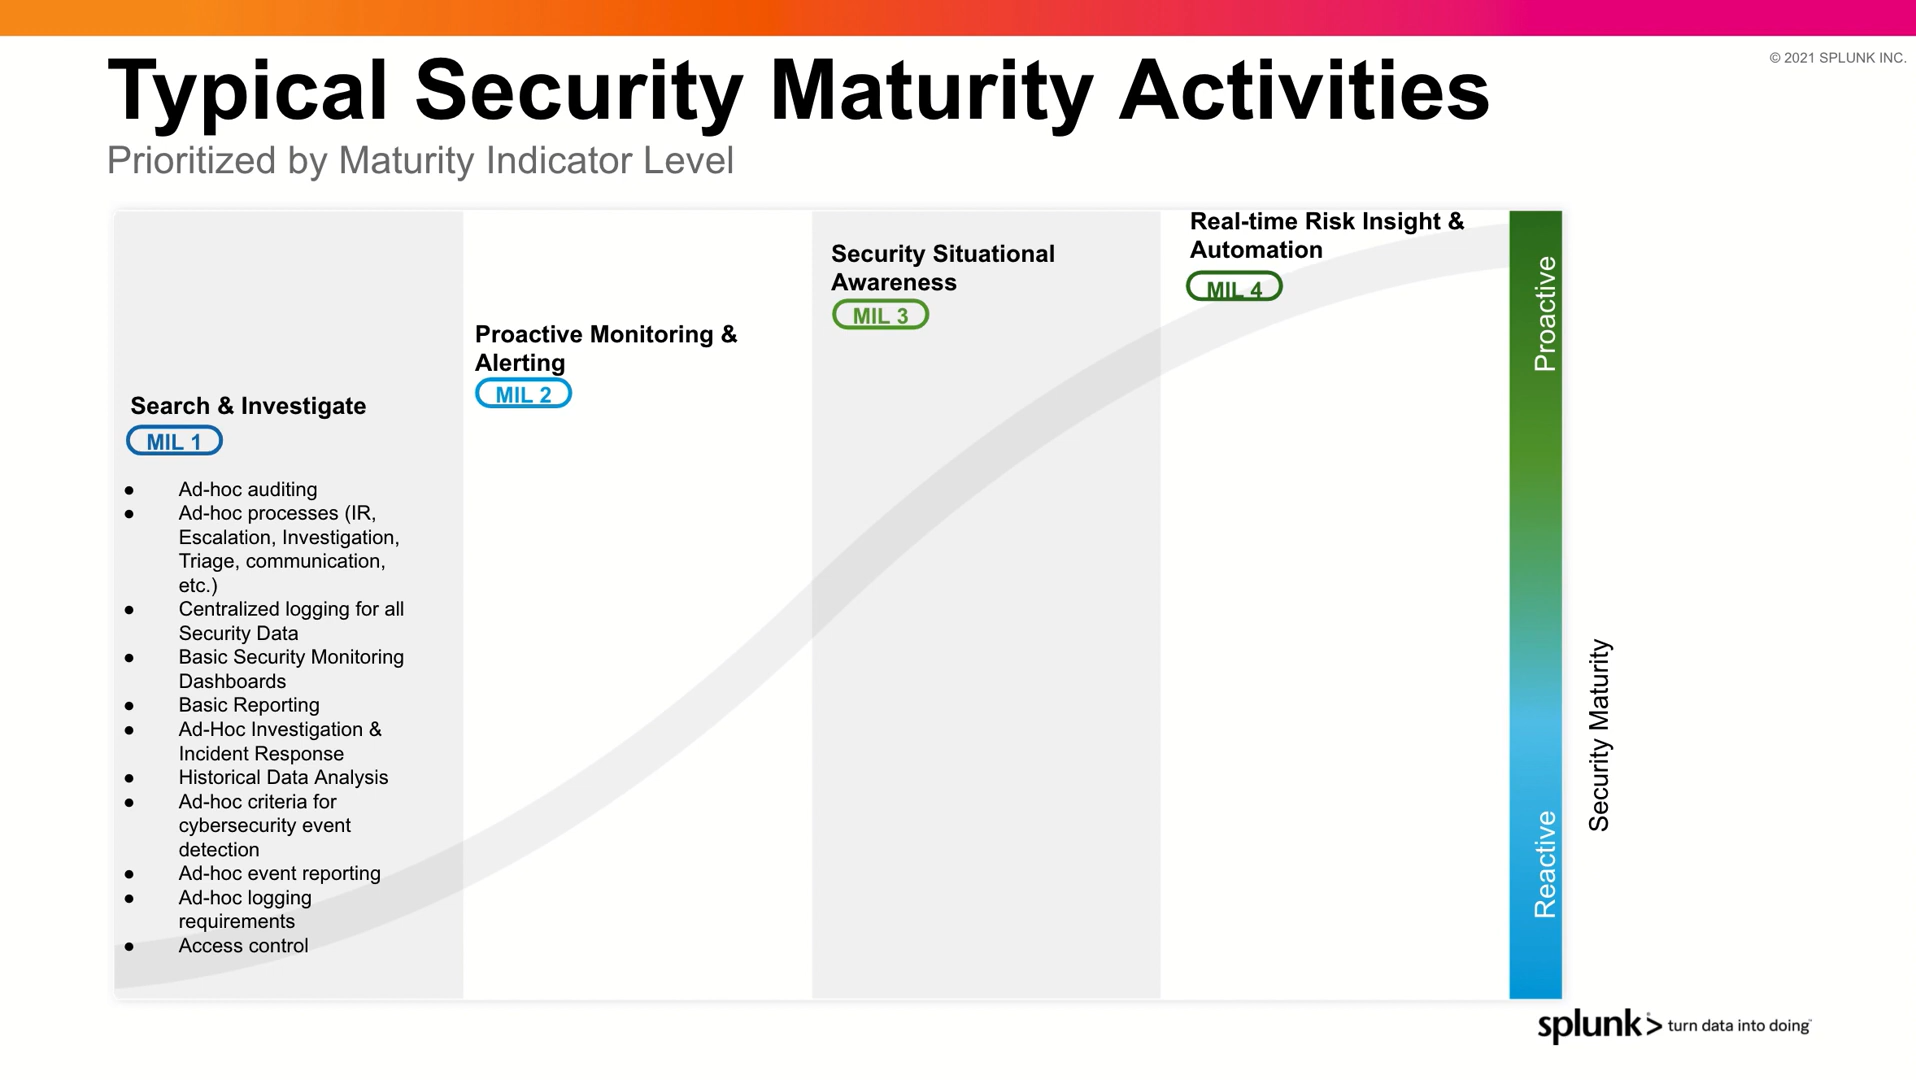 © 2021 SPLUNK INC.
Typical Security Maturity Activities
Prioritized by Maturity Indicator Level
Search & Investigate
MIL 1
● Ad-hoc auditing
● Ad-hoc processes (IR,
Escalation, Investigation,
Triage, communication,
etc.)
● Centralized logging for all
Security Data
● Basic Security Monitoring
Dashboards
● Basic Reporting
● Ad-Hoc Investigation &
Incident Response
● Historical Data Analysis
● Ad-hoc criteria for
cybersecurity event
detection
● Ad-hoc event reporting
● Ad-hoc logging
requirements
● Access control
Proactive Monitoring &
Alerting
MIL 2
Security Situational
Awareness
MIL 3
Real-time Risk Insight &
Automation
MIL 4
Proactive
Reactive
Security Maturity
splunk> turn data into doing™